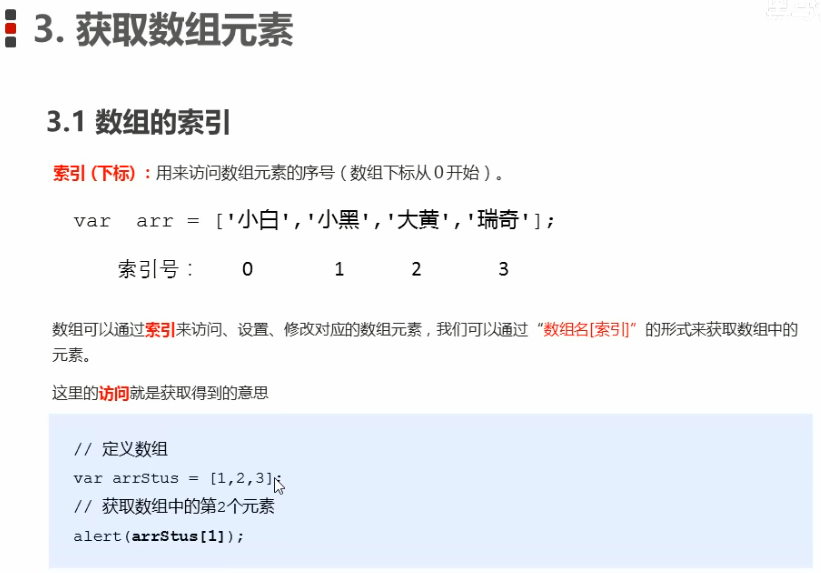 3. 获取数组元素
3.1 数组的索引
索引 (下标) ：用来访问数组元素的序号（数组下标从 0 开始）。
var arr = ['小白','小黑','大黄','瑞奇'];
索引号： 0 1 2 3
数组可以通过索引来访问、设置、修改对应的数组元素，我们可以通过“数组名[索引]”的形式来获取数组中的
元素。
这里的访问就是获取得到的意思
// 定义数组
var arrStus = [1,2,3];
// 获取数组中的第2个元素
alert(arrStus[1]);